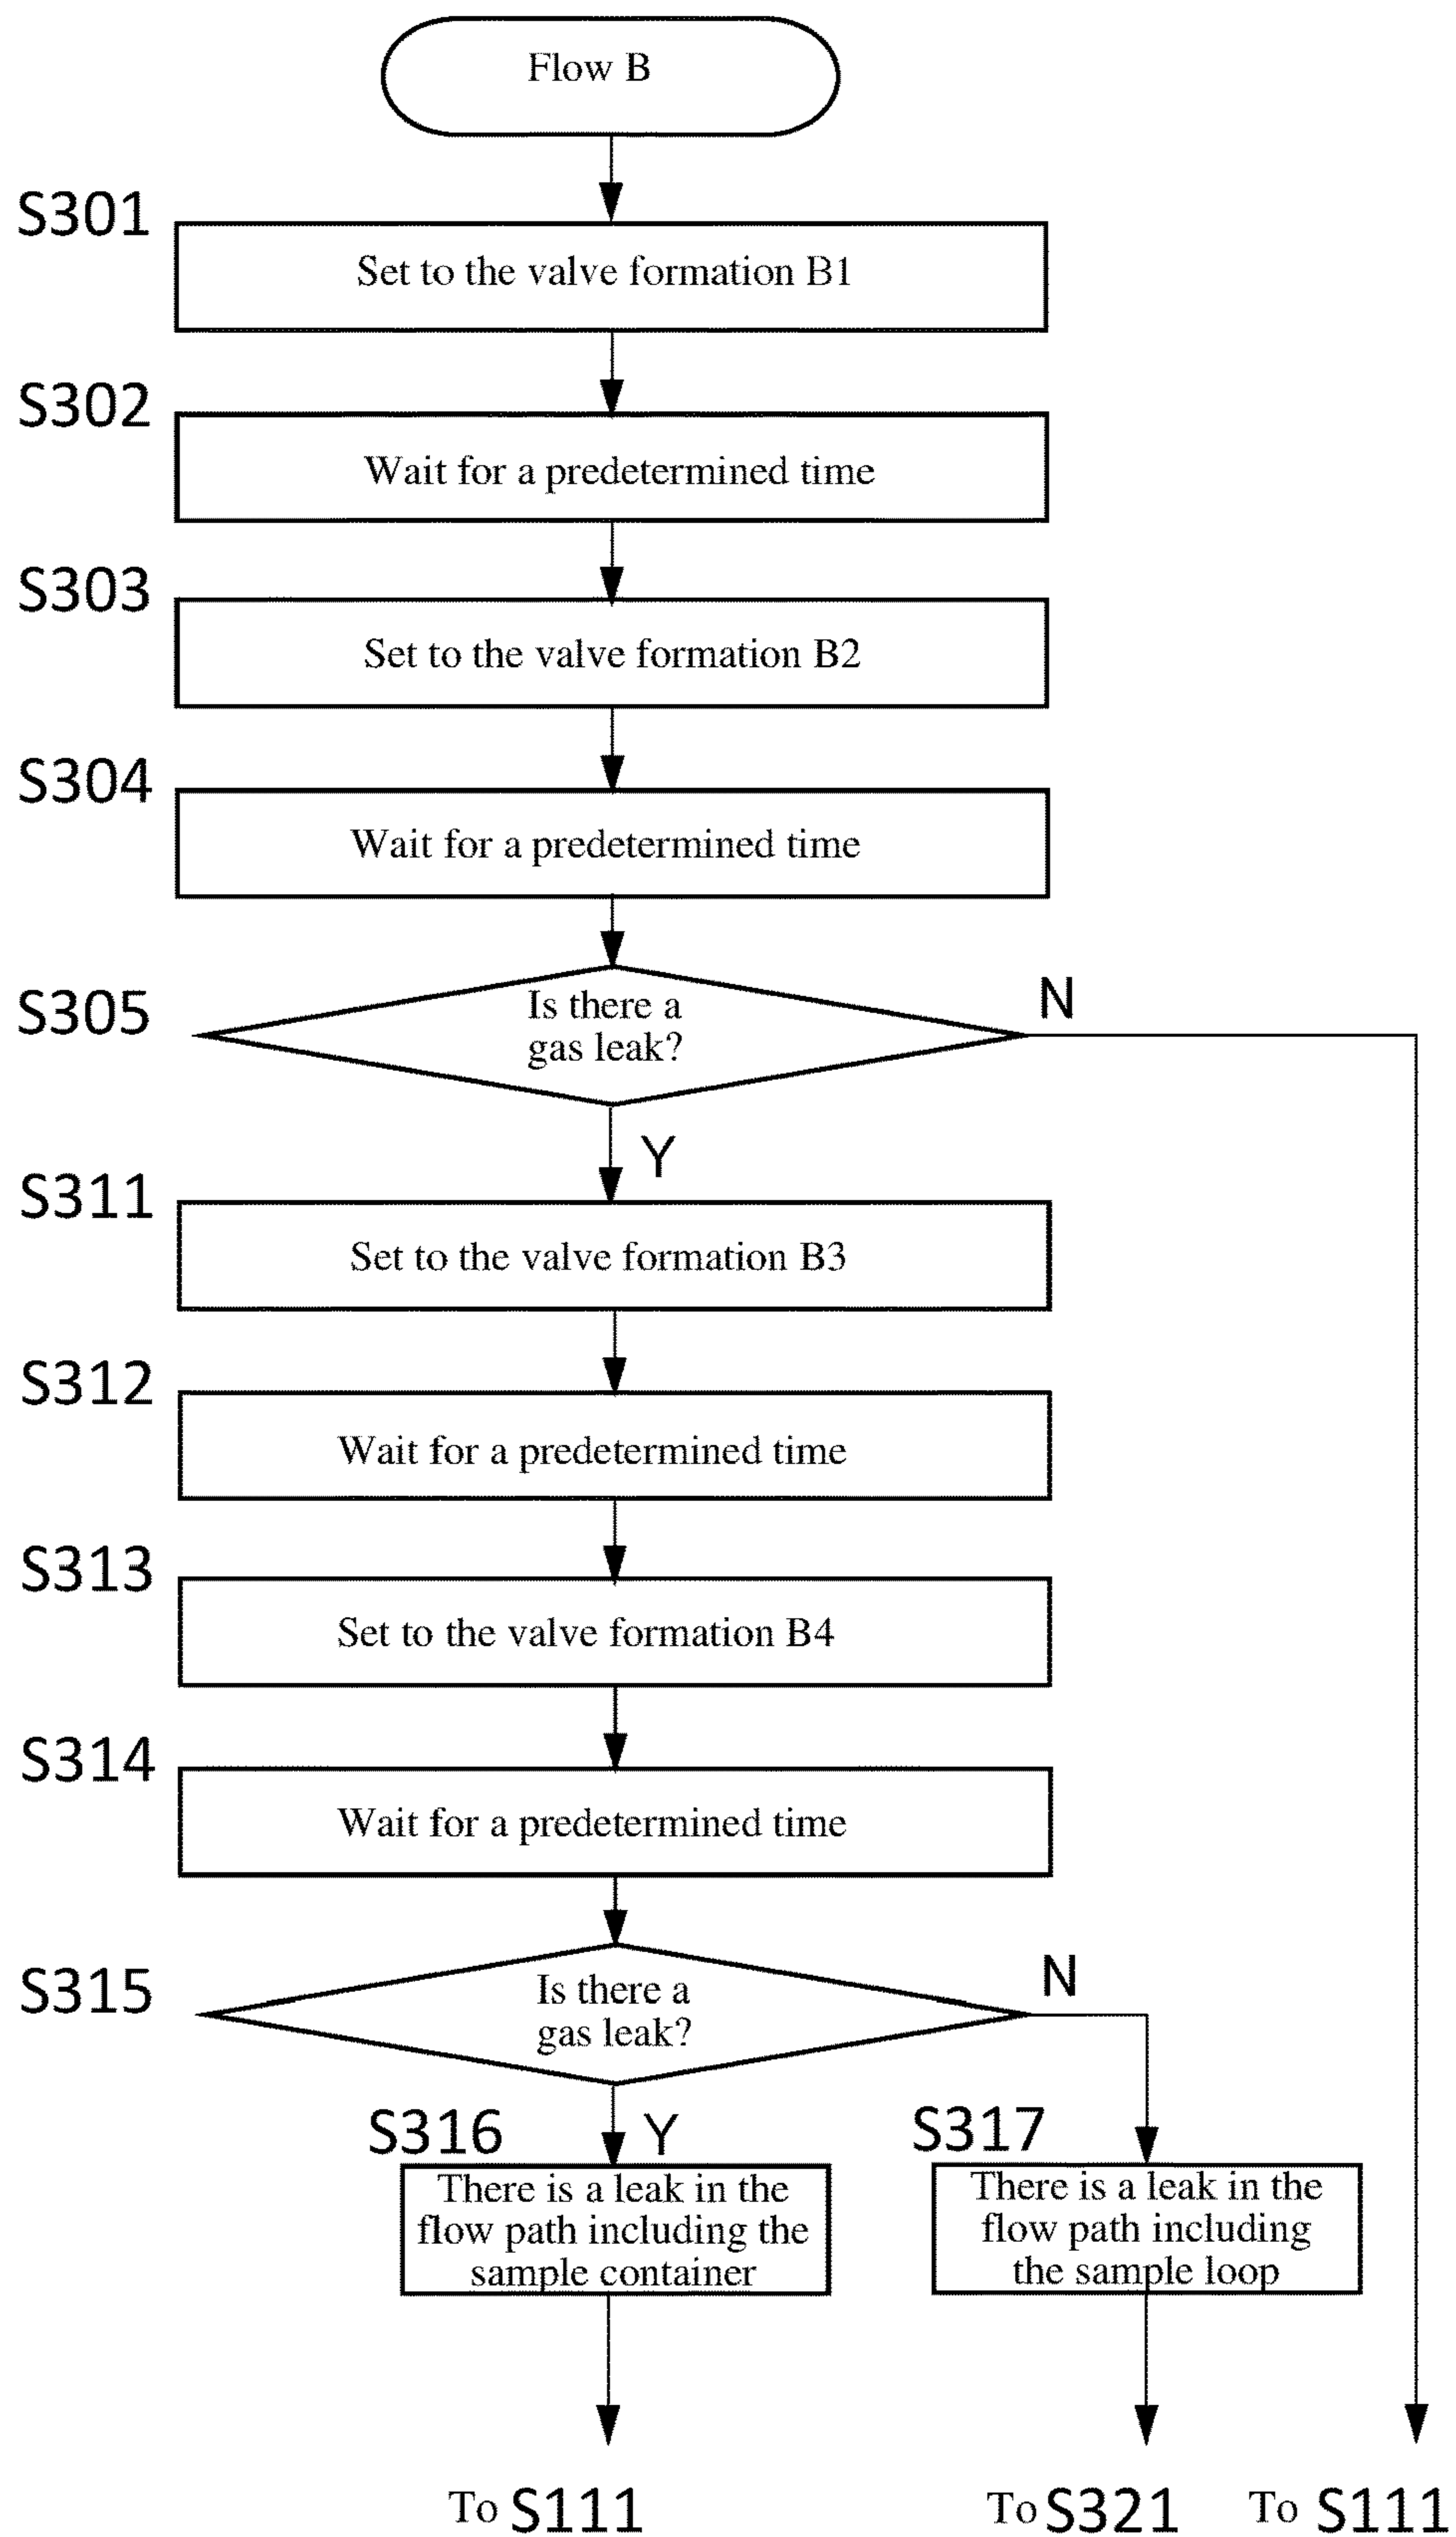 Flow B
S301
Set to the valve formation B1
S302
Wait for a predetermined time
S303
Set to the valve formation B2
S304
Wait for a predetermined time
S305
Is there a
gas leak?
N
Y
S311
Set to the valve formation B3
S312
Wait for a predetermined time
S313
Set to the valve formation B4
S314
Wait for a predetermined time
S315
Is there a
gas leak?
N
S316
Y
S317
There is a leak in the
flow path including the
sample container
There is a leak in the
flow path including
the sample loop
To S111
To S321
To S111